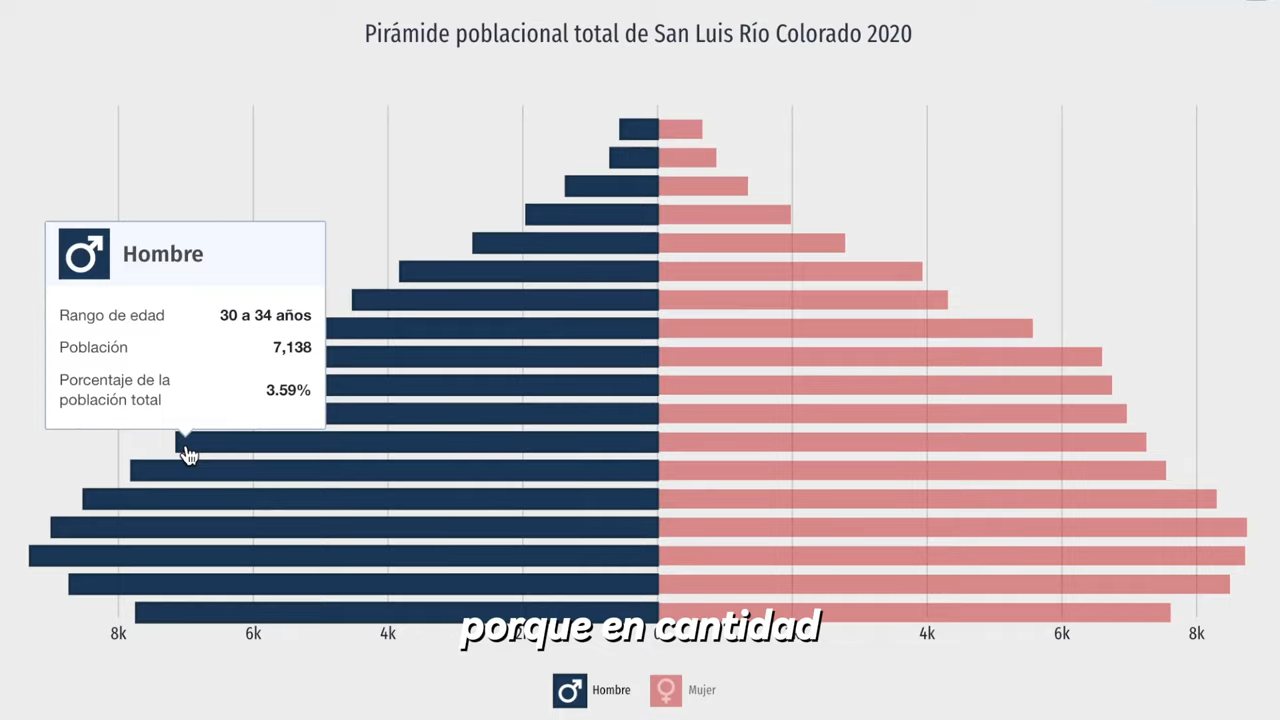 Pirámide poblacional total de San Luis Río Colorado 2020
Hombre
Rango de edad 30 a 34 años
Población 7,138
Porcentaje de la
población total 3.59%
8k 6k 4k 4k 6k 8k
porque en cantidad
Hombre Mujer